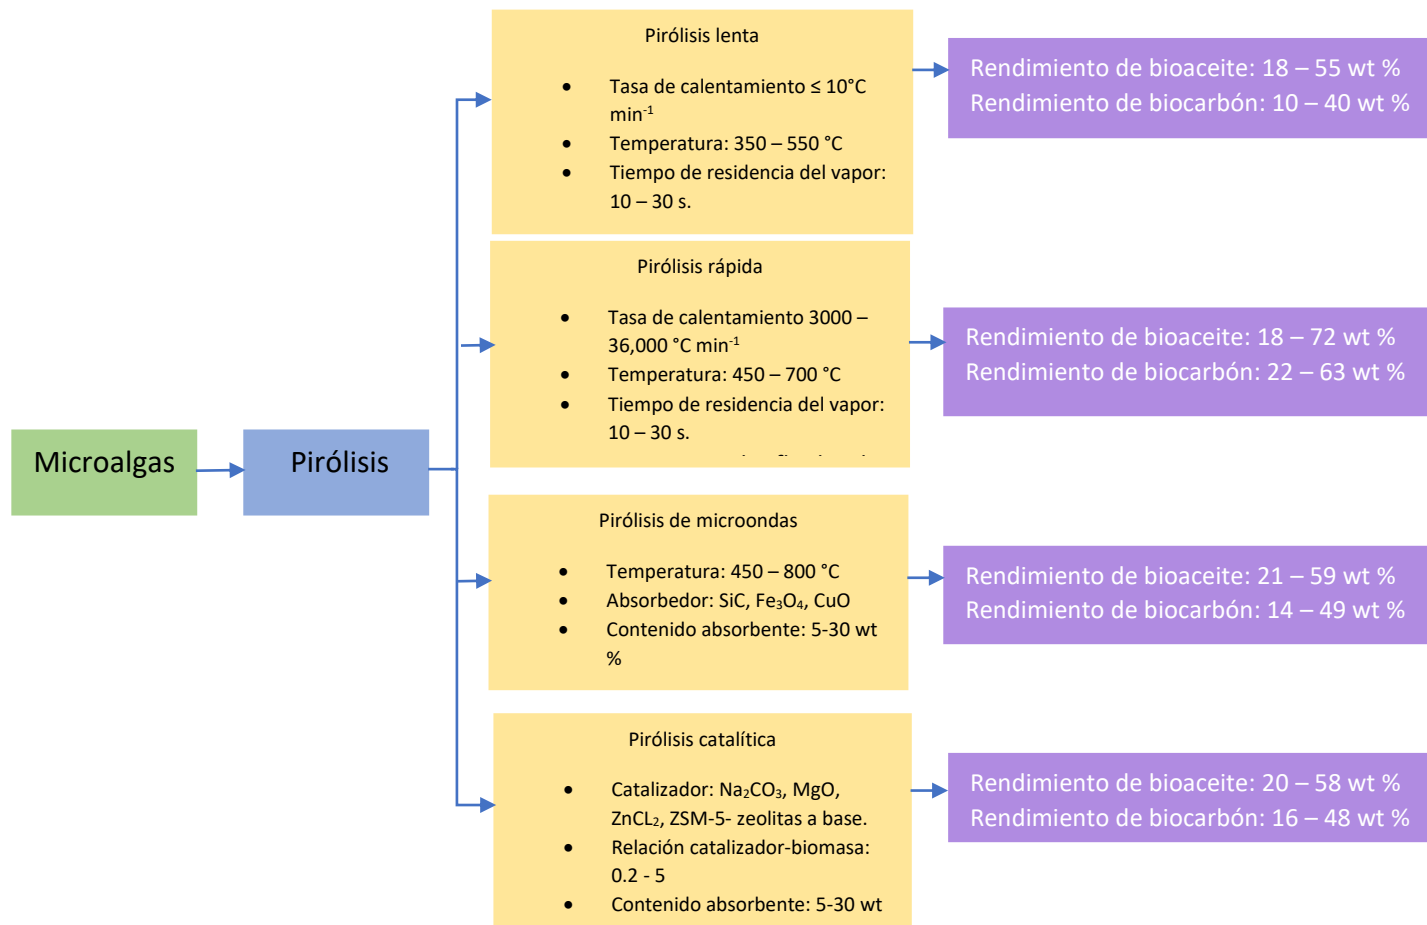 Microalgas
Pirólisis
Pirólisis lenta
• Tasa de calentamiento ≤ 10°C
min⁻¹
• Temperatura: 350 – 550 °C
• Tiempo de residencia del vapor:
10 – 30 s.
Rendimiento de bioaceite: 18 – 55 wt %
Rendimiento de biocarbón: 10 – 40 wt %
Pirólisis rápida
• Tasa de calentamiento 3000 –
36,000 °C min⁻¹
• Temperatura: 450 – 700 °C
• Tiempo de residencia del vapor:
10 – 30 s.
Rendimiento de bioaceite: 18 – 72 wt %
Rendimiento de biocarbón: 22 – 63 wt %
Pirólisis de microondas
• Temperatura: 450 – 800 °C
• Absorbedor: SiC, Fe₃O₄, CuO
• Contenido absorbente: 5-30 wt
%
Rendimiento de bioaceite: 21 – 59 wt %
Rendimiento de biocarbón: 14 – 49 wt %
Pirólisis catalítica
• Catalizador: Na₂CO₃, MgO,
ZnCL₂, ZSM-5- zeolitas a base.
• Relación catalizador-biomasa:
0.2 - 5
• Contenido absorbente: 5-30 wt
Rendimiento de bioaceite: 20 – 58 wt %
Rendimiento de biocarbón: 16 – 48 wt %